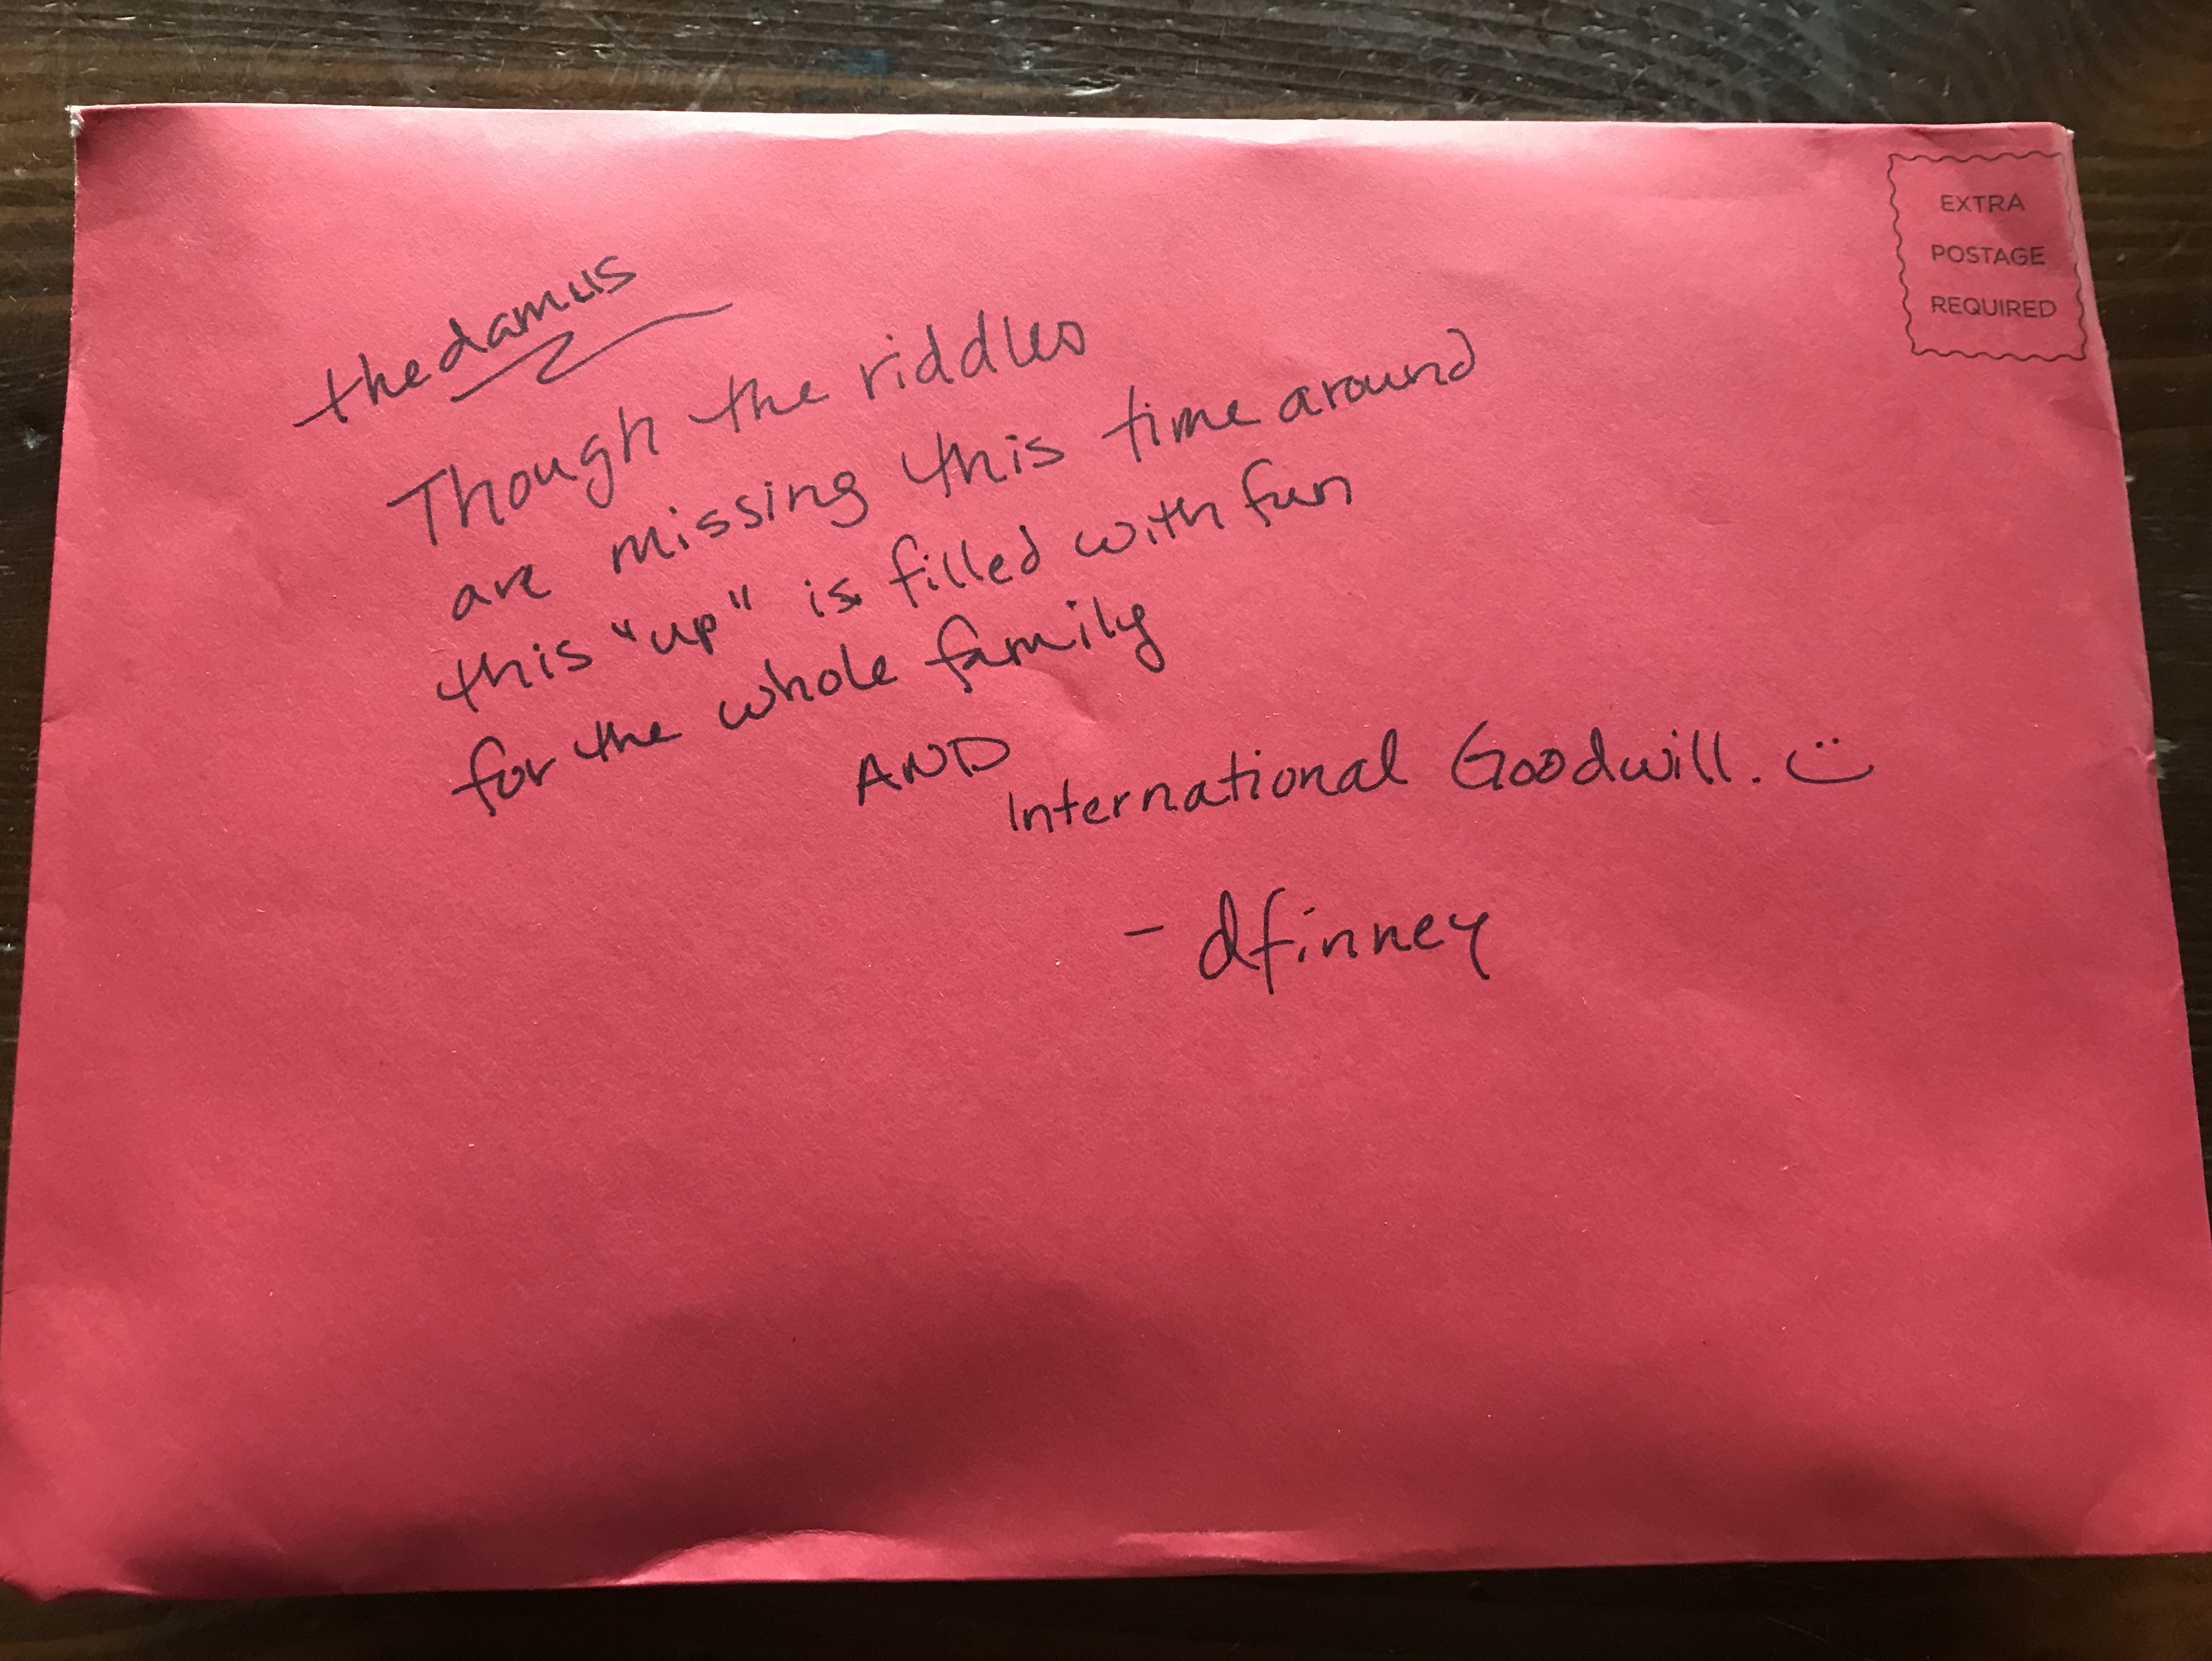 EXTRA
POSTAGE
REQUIRED
thedamus
Though the riddles
are missing this time around
this "up" is filled with fun
for the whole family
AND
International Goodwill. :)
- dfinney